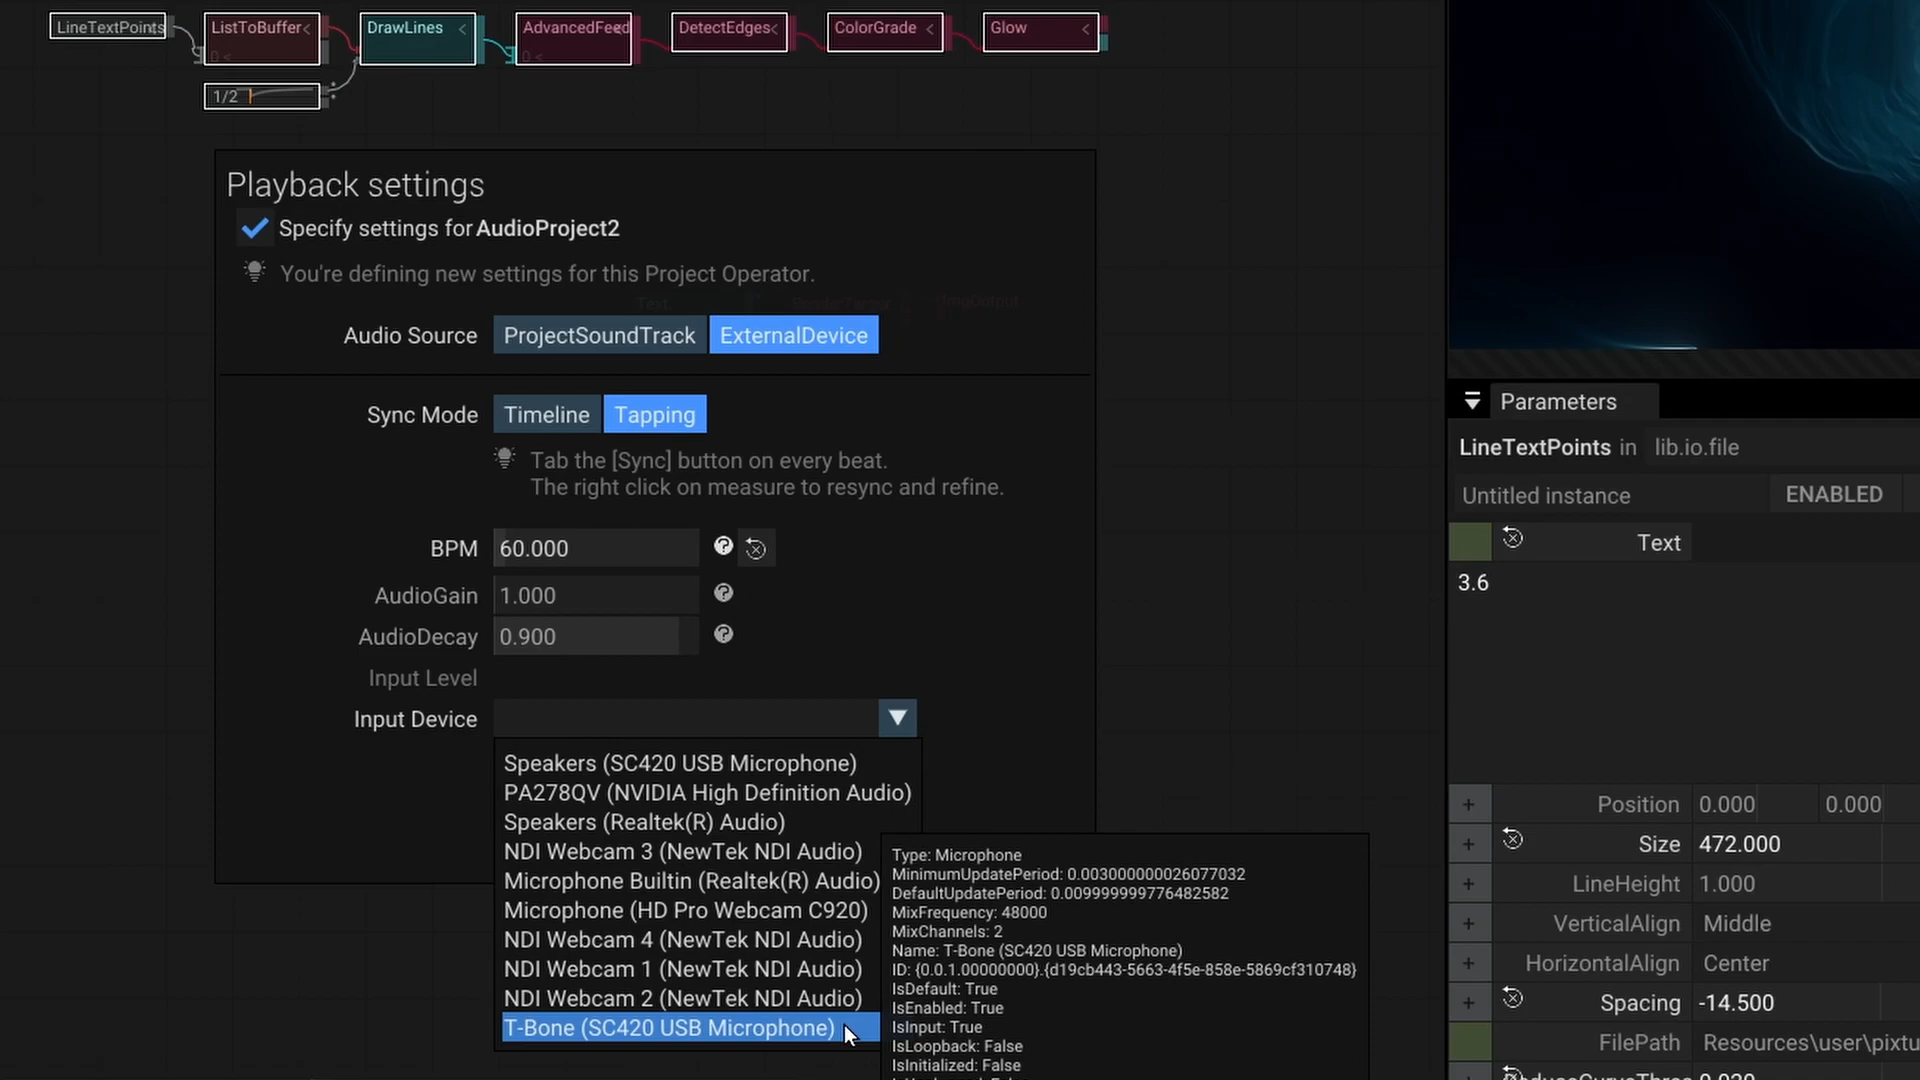 LineTextPoints
ListToBuffer <
0 <
DrawLines <
AdvancedFeed <
0 <
DetectEdges <
ColorGrade <
Glow <
1/2
Playback settings
Specify settings for AudioProject2
You're defining new settings for this Project Operator.
Text
ImgOutput
Audio Source ProjectSoundTrack ExternalDevice
Sync Mode Timeline Tapping
Tab the [Sync] button on every beat.
The right click on measure to resync and refine.
BPM 60.000
AudioGain 1.000
AudioDecay 0.900
Input Level
Input Device
Speakers (SC420 USB Microphone)
PA278QV (NVIDIA High Definition Audio)
Speakers (Realtek(R) Audio)
NDI Webcam 3 (NewTek NDI Audio)
Microphone Builtin (Realtek(R) Audio)
Microphone (HD Pro Webcam C920)
NDI Webcam 4 (NewTek NDI Audio)
NDI Webcam 1 (NewTek NDI Audio)
NDI Webcam 2 (NewTek NDI Audio)
T-Bone (SC420 USB Microphone)
Type: Microphone
MinimumUpdatePeriod: 0.003000000026077032
DefaultUpdatePeriod: 0.009999999776482582
MixFrequency: 48000
MixChannels: 2
Name: T-Bone (SC420 USB Microphone)
ID: {0.0.1.00000000}.{d19cb443-5663-4f5e-858e-5869cf310748}
IsDefault: True
IsEnabled: True
IsInput: True
IsLoopback: False
IsInitialized: False
Parameters
LineTextPoints in lib.io.file
Untitled instance ENABLED
Text
3.6
+ Position 0.000 0.000
+ Size 472.000
+ LineHeight 1.000
+ VerticalAlign Middle
+ HorizontalAlign Center
+ Spacing -14.500
FilePath Resources\user\pixtu